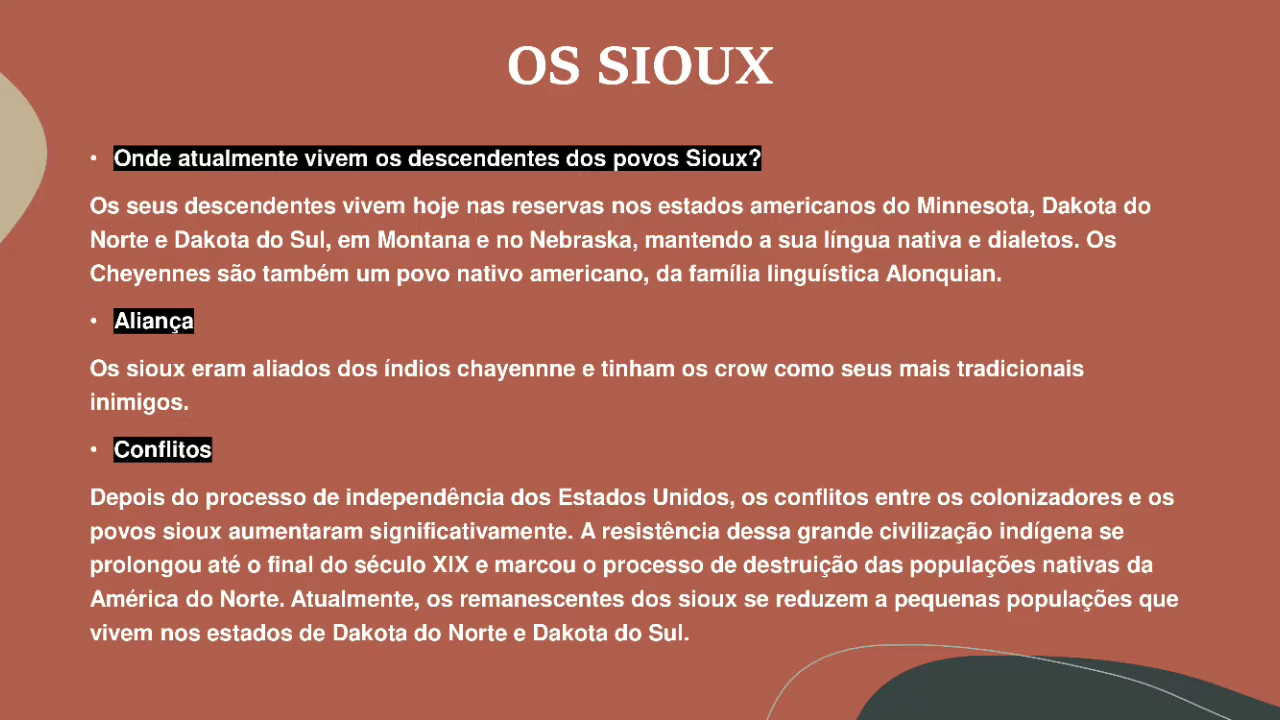 OS SIOUX
• Onde atualmente vivem os descendentes dos povos Sioux?
Os seus descendentes vivem hoje nas reservas nos estados americanos do Minnesota, Dakota do
Norte e Dakota do Sul, em Montana e no Nebraska, mantendo a sua língua nativa e dialetos. Os
Cheyennes são também um povo nativo americano, da família linguística Alonquian.
• Aliança
Os sioux eram aliados dos índios chayennne e tinham os crow como seus mais tradicionais
inimigos.
• Conflitos
Depois do processo de independência dos Estados Unidos, os conflitos entre os colonizadores e os
povos sioux aumentaram significativamente. A resistência dessa grande civilização indígena se
prolongou até o final do século XIX e marcou o processo de destruição das populações nativas da
América do Norte. Atualmente, os remanescentes dos sioux se reduzem a pequenas populações que
vivem nos estados de Dakota do Norte e Dakota do Sul.